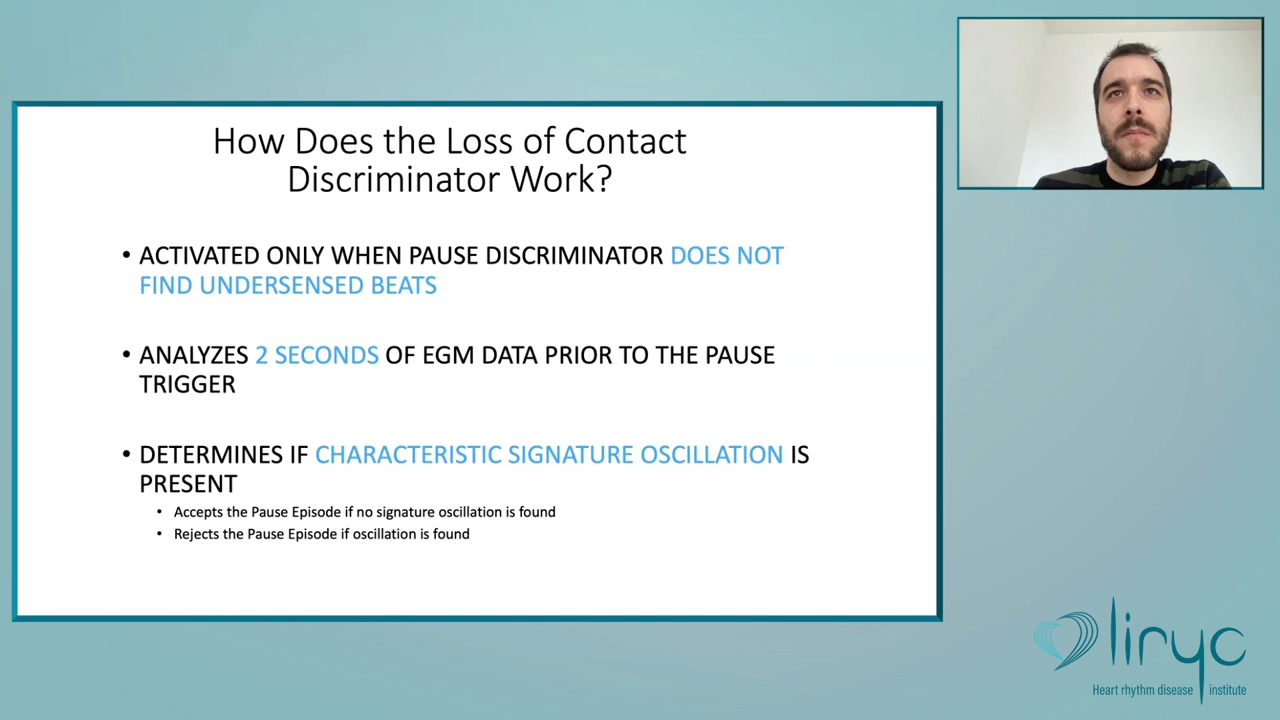 How Does the Loss of Contact
Discriminator Work?
• ACTIVATED ONLY WHEN PAUSE DISCRIMINATOR DOES NOT
FIND UNDERSENSED BEATS
• ANALYZES 2 SECONDS OF EGM DATA PRIOR TO THE PAUSE
TRIGGER
• DETERMINES IF CHARACTERISTIC SIGNATURE OSCILLATION IS
PRESENT
• Accepts the Pause Episode if no signature oscillation is found
• Rejects the Pause Episode if oscillation is found
liryc
Heart rhythm disease institute